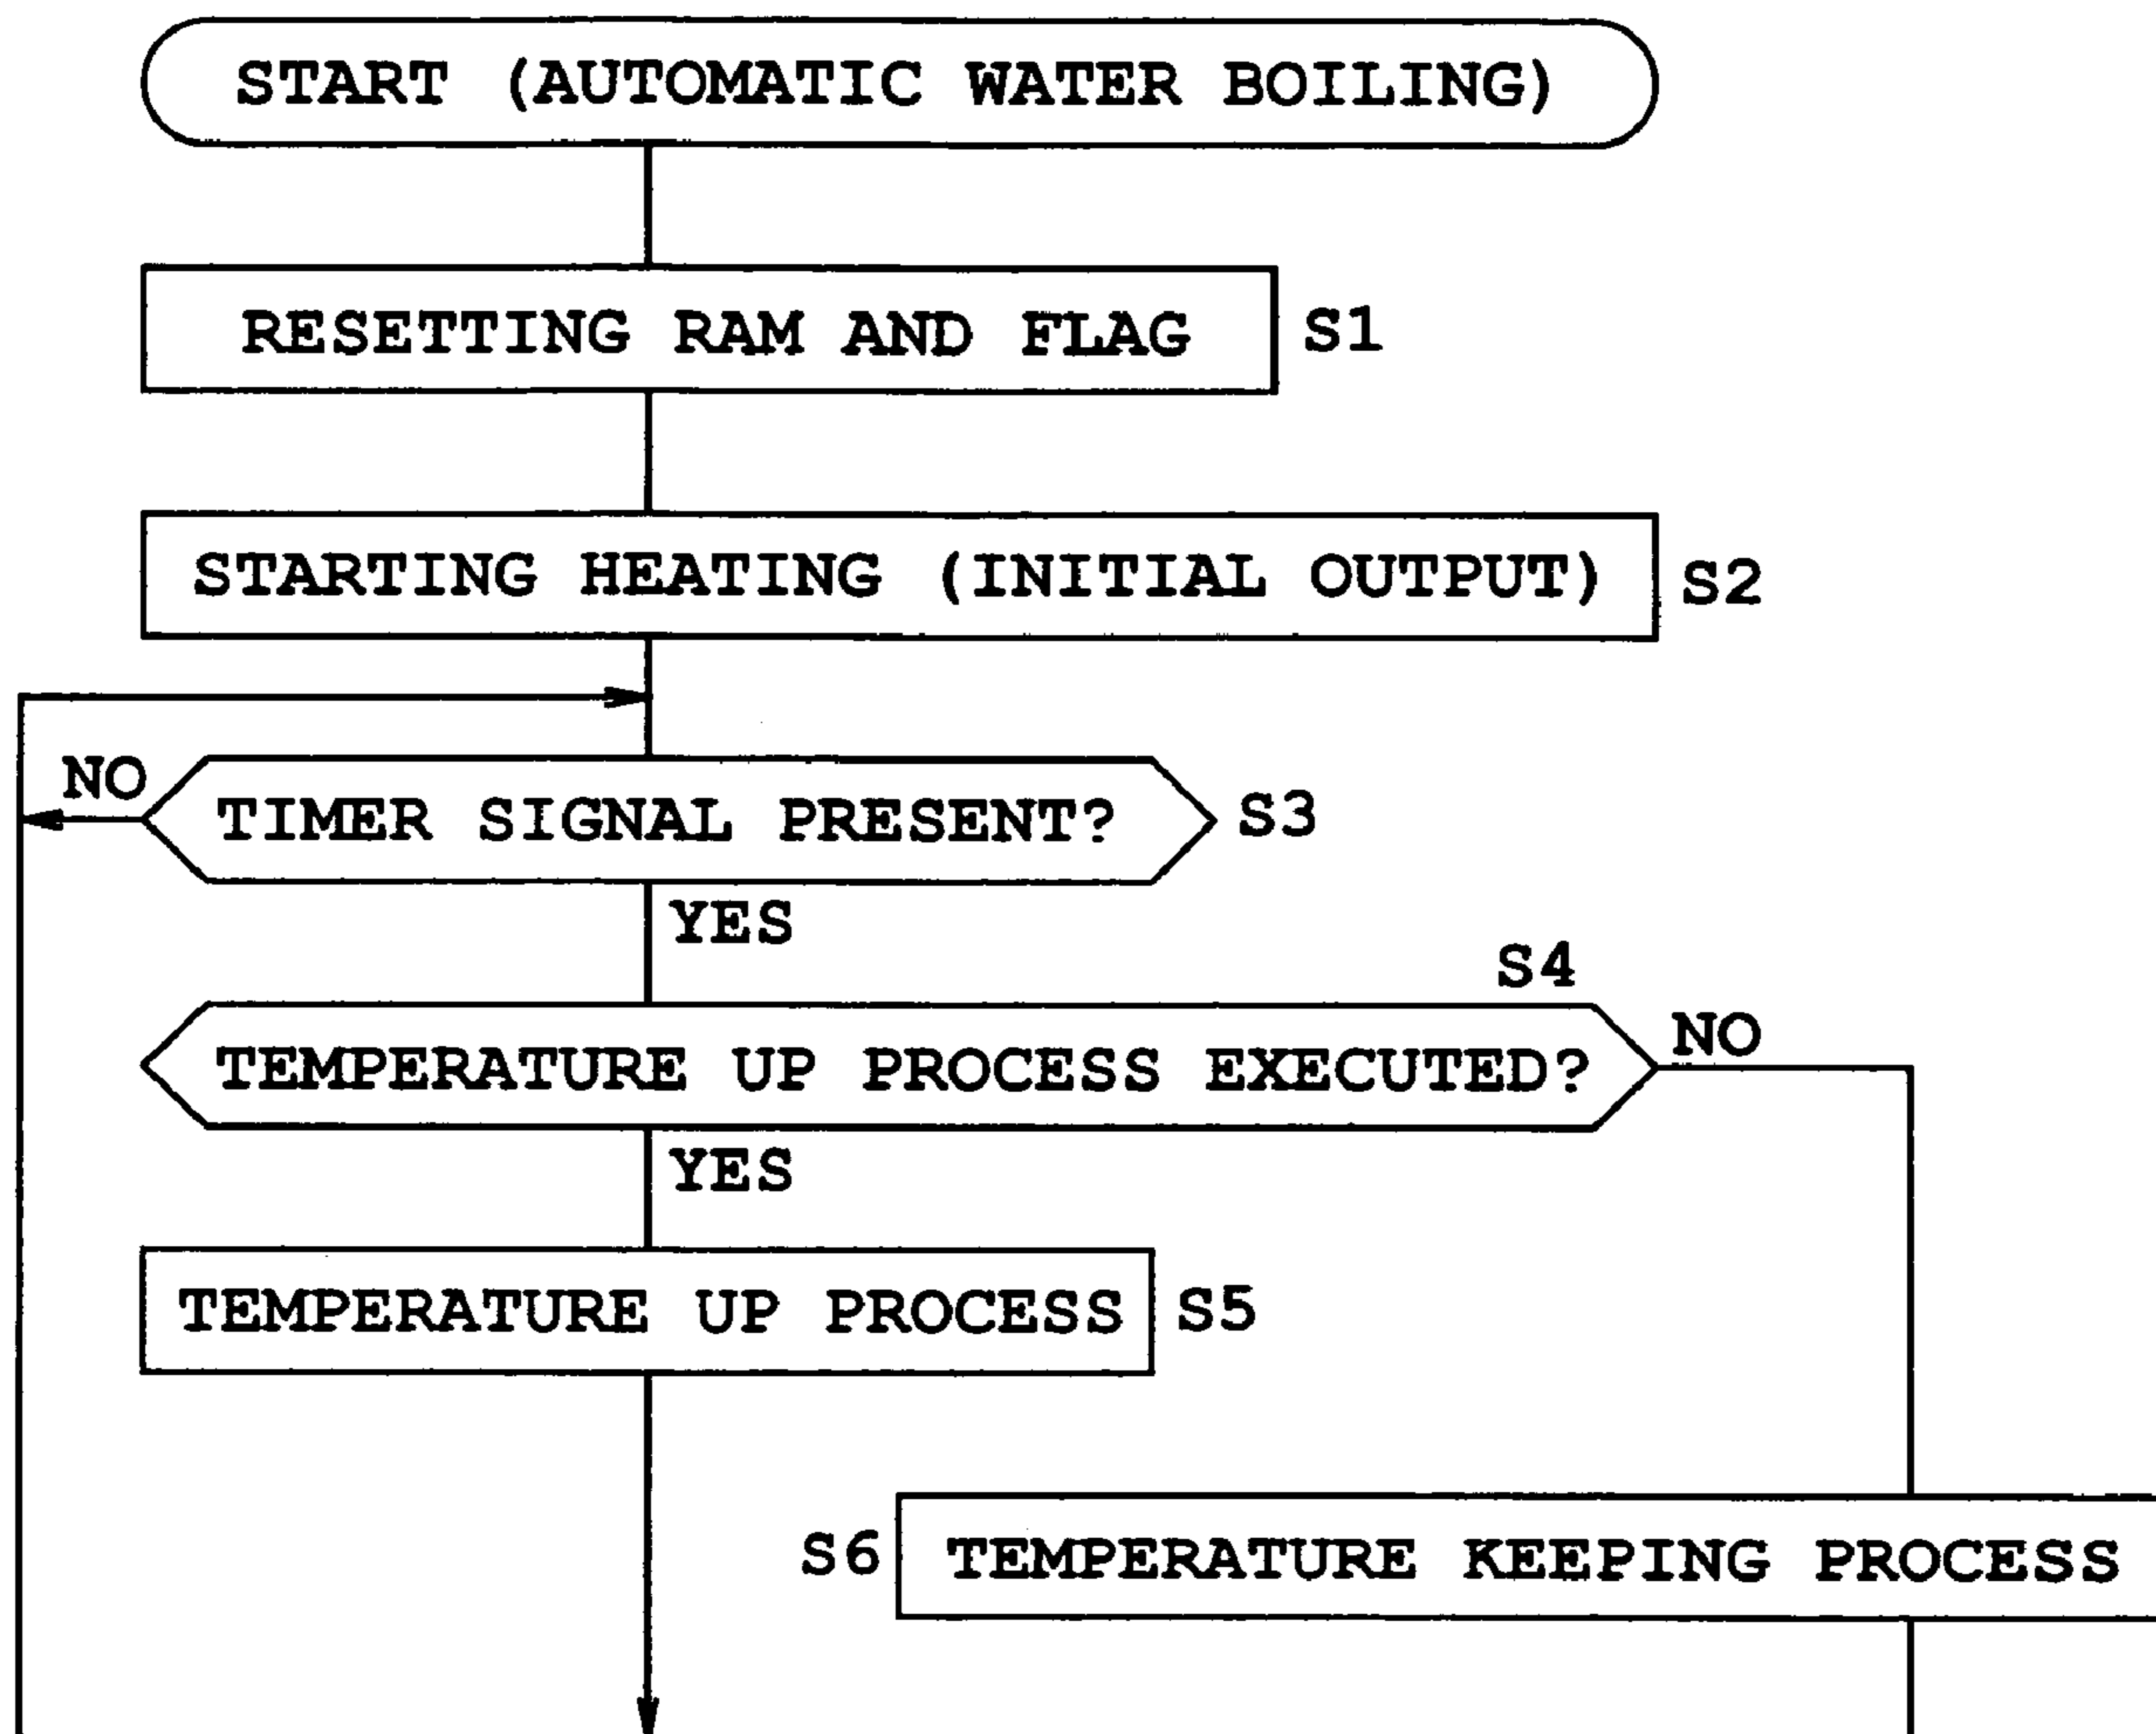 START (AUTOMATIC WATER BOILING)
RESETTING RAM AND FLAG
S1
STARTING HEATING (INITIAL OUTPUT)
S2
NO
TIMER SIGNAL PRESENT?
S3
YES
S4
TEMPERATURE UP PROCESS EXECUTED?
NO
YES
TEMPERATURE UP PROCESS
S5
S6
TEMPERATURE KEEPING PROCESS